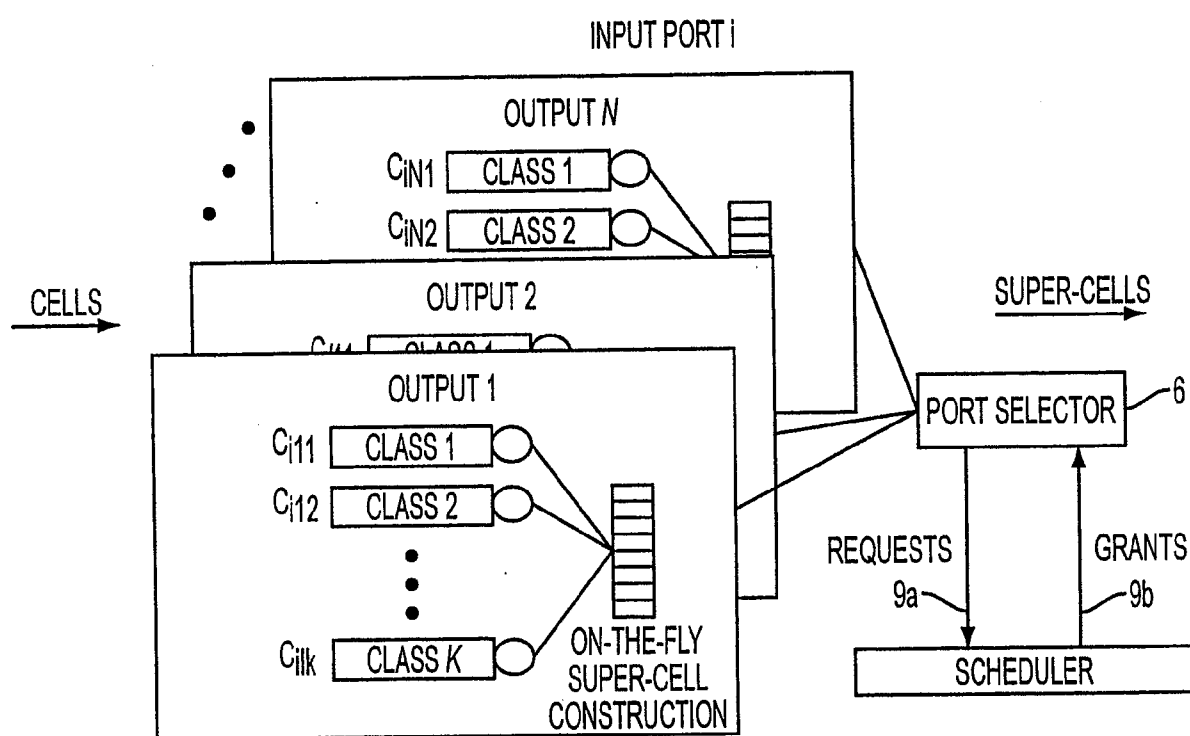 INPUT PORT i
OUTPUT N
CiN1 CLASS 1
CiN2 CLASS 2
CELLS
OUTPUT 2
SUPER-CELLS
OUTPUT 1
PORT SELECTOR 6
Ci11 CLASS 1
Ci12 CLASS 2
REQUESTS
GRANTS
9a
9b
Cilk CLASS K
ON-THE-FLY
SUPER-CELL
CONSTRUCTION
SCHEDULER